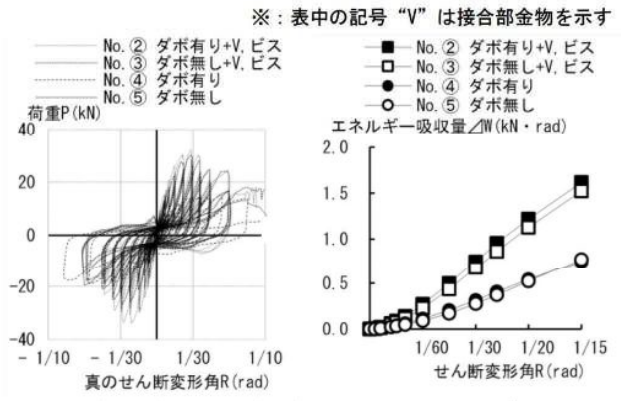 ※：表中の記号“V”は接合部金物を示す
No.② ダボ有り+V,ビス
No.③ ダボ無し+V,ビス
No.④ ダボ有り
No.⑤ ダボ無し
荷重P(kN)
40
20
0
-20
-40
- 1/10 - 1/30 1/30 1/10
真のせん断変形角R(rad)
No.② ダボ有り+V,ビス
No.③ ダボ無し+V,ビス
No.④ ダボ有り
No.⑤ ダボ無し
エネルギー吸収量⊿W(kN・rad)
2.0
1.5
1.0
0.5
0.0
1/60 1/30 1/20 1/15
せん断変形角R(rad)